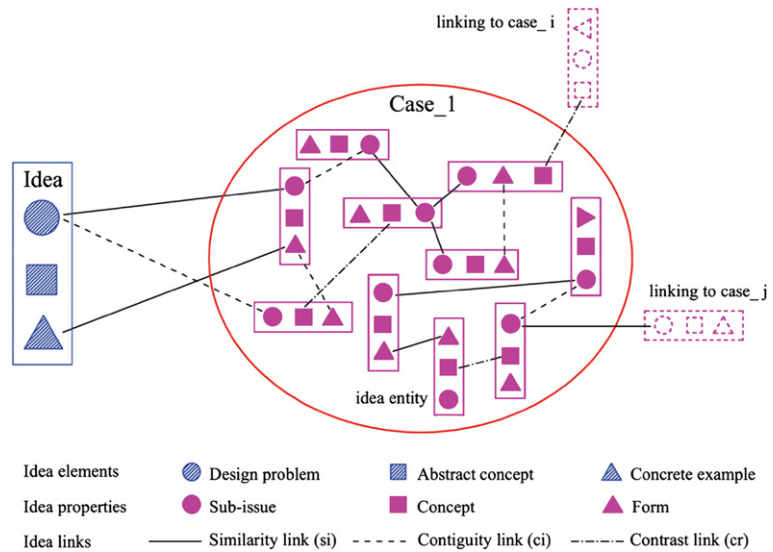 linking to case_ i
Case_1
Idea
linking to case_j
idea entity
Idea elements Design problem Abstract concept Concrete example
Idea properties Sub-issue Concept Form
Idea links Similarity link (si) Contiguity link (ci) Contrast link (cr)